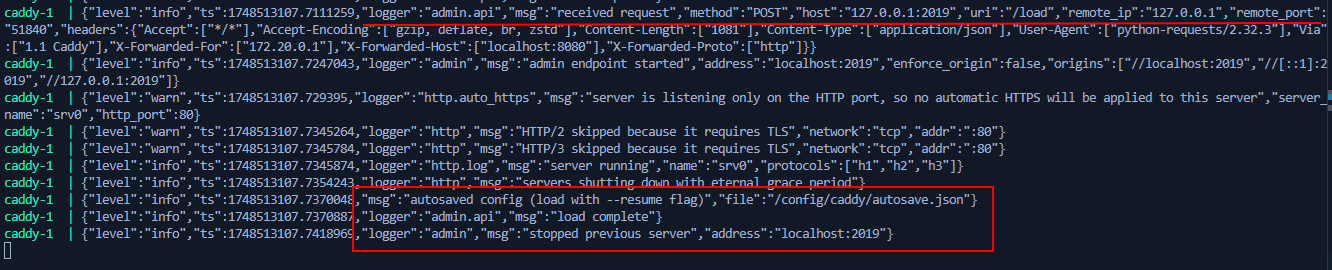 caddy-1  | {"level":"info","ts":1748513107.7111259,"logger":"admin.api","msg":"received request","method":"POST","host":"127.0.0.1:2019","uri":"/load","remote_ip":"127.0.0.1","remote_port":
"51840","headers":{"Accept":["*/*"],"Accept-Encoding":["gzip, deflate, br, zstd"],"Content-Length":["1081"],"Content-Type":["application/json"],"User-Agent":["python-requests/2.32.3"],"Via"
:["1.1 Caddy"],"X-Forwarded-For":["172.20.0.1"],"X-Forwarded-Host":["localhost:8080"],"X-Forwarded-Proto":["http"]}}
caddy-1  | {"level":"info","ts":1748513107.7247043,"logger":"admin","msg":"admin endpoint started","address":"localhost:2019","enforce_origin":false,"origins":["//localhost:2019","//[::1]:2
019","//127.0.0.1:2019"]}
caddy-1  | {"level":"warn","ts":1748513107.729395,"logger":"http.auto_https","msg":"server is listening only on the HTTP port, so no automatic HTTPS will be applied to this server","server_
name":"srv0","http_port":80}
caddy-1  | {"level":"warn","ts":1748513107.7345264,"logger":"http","msg":"HTTP/2 skipped because it requires TLS","network":"tcp","addr":":80"}
caddy-1  | {"level":"warn","ts":1748513107.7345784,"logger":"http","msg":"HTTP/3 skipped because it requires TLS","network":"tcp","addr":":80"}
caddy-1  | {"level":"info","ts":1748513107.7345874,"logger":"http.log","msg":"server running","name":"srv0","protocols":["h1","h2","h3"]}
caddy-1  | {"level":"info","ts":1748513107.7354243,"logger":"http","msg":"servers shutting down with eternal grace period"}
caddy-1  | {"level":"info","ts":1748513107.7370048,"msg":"autosaved config (load with --resume flag)","file":"/config/caddy/autosave.json"}
caddy-1  | {"level":"info","ts":1748513107.7370887,"logger":"admin.api","msg":"load complete"}
caddy-1  | {"level":"info","ts":1748513107.7418969,"logger":"admin","msg":"stopped previous server","address":"localhost:2019"}